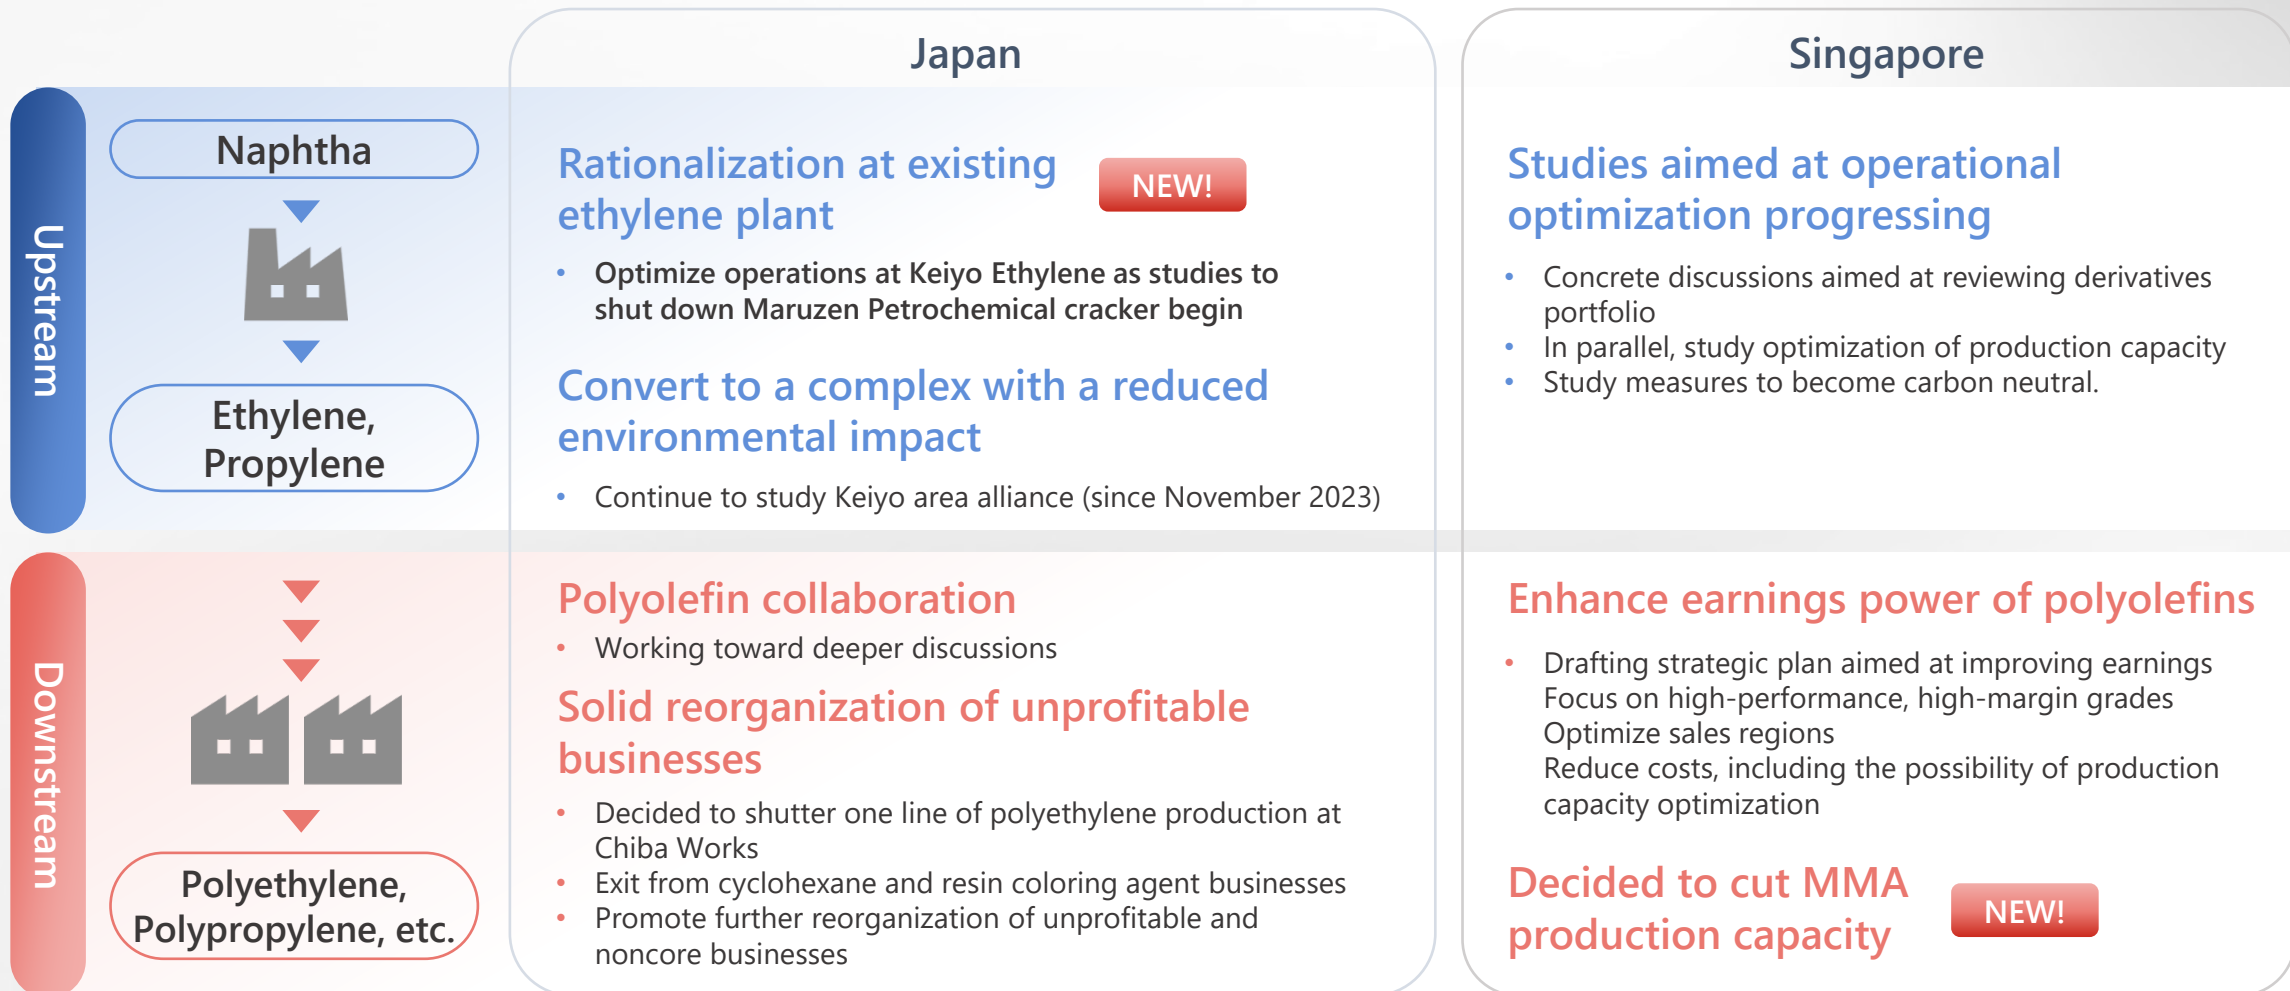 Japan
Singapore
Upstream
Naphtha
Ethylene,
Propylene
Rationalization at existing
ethylene plant
NEW!
• Optimize operations at Keiyo Ethylene as studies to
shut down Maruzen Petrochemical cracker begin
Convert to a complex with a reduced
environmental impact
• Continue to study Keiyo area alliance (since November 2023)
Studies aimed at operational
optimization progressing
• Concrete discussions aimed at reviewing derivatives
portfolio
• In parallel, study optimization of production capacity
• Study measures to become carbon neutral.
Downstream
Polyethylene,
Polypropylene, etc.
Polyolefin collaboration
• Working toward deeper discussions
Solid reorganization of unprofitable
businesses
• Decided to shutter one line of polyethylene production at
Chiba Works
• Exit from cyclohexane and resin coloring agent businesses
• Promote further reorganization of unprofitable and
noncore businesses
Enhance earnings power of polyolefins
• Drafting strategic plan aimed at improving earnings
Focus on high-performance, high-margin grades
Optimize sales regions
Reduce costs, including the possibility of production
capacity optimization
Decided to cut MMA
production capacity
NEW!